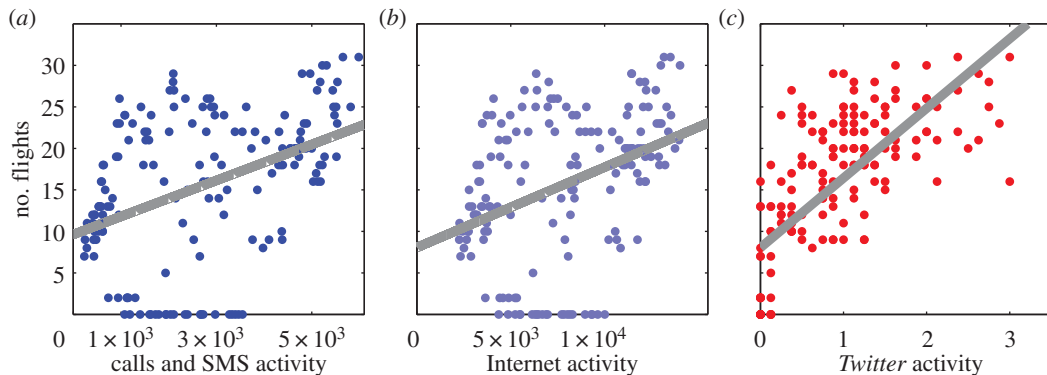 (a)
(b)
(c)
no. flights
30
25
20
15
10
5
0
1 × 10³
3 × 10³
5 × 10³
0
5 × 10³
1 × 10⁴
0
1
2
3
calls and SMS activity
Internet activity
Twitter activity